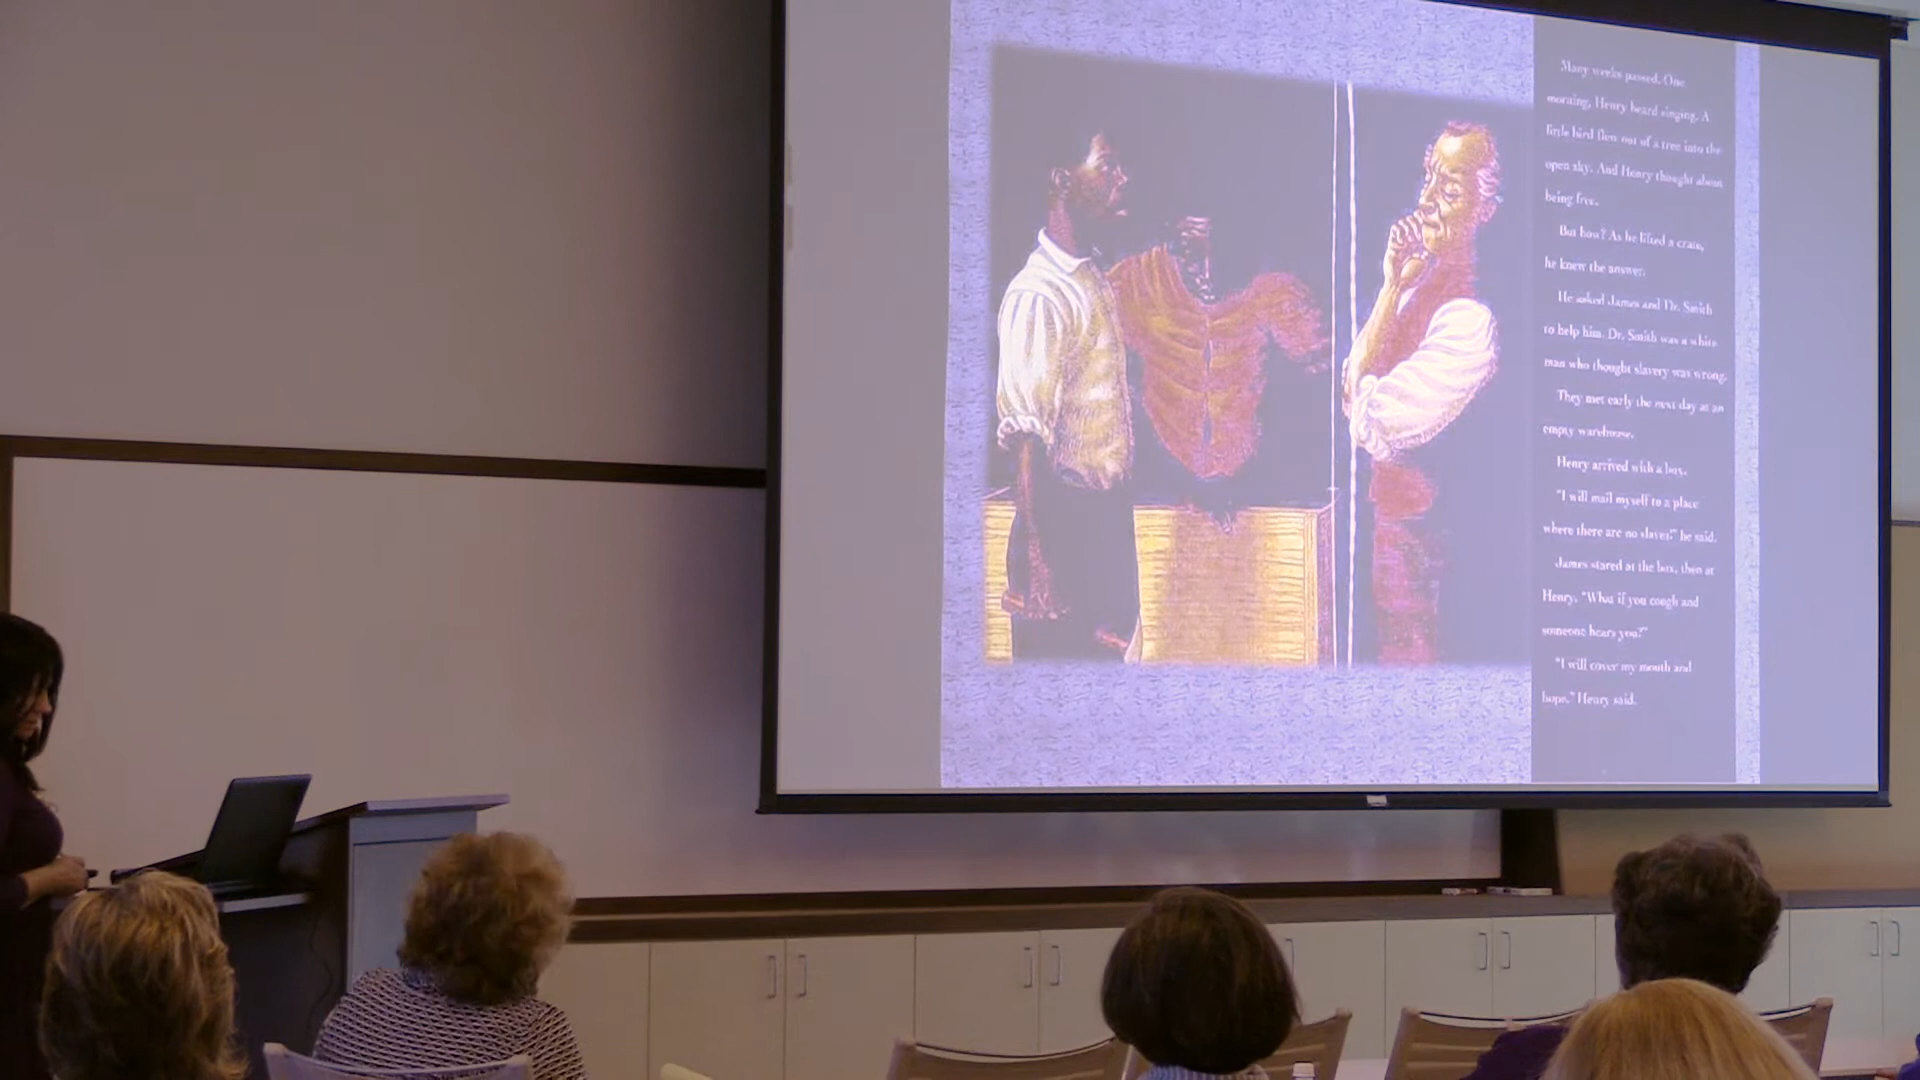 Many weeks passed. One
morning, Henry heard singing. A
little bird flew out of a tree into the
open sky. And Henry thought about
being free.
But how? As he lifted a crate,
he knew the answer.
He asked James and Dr. Smith
to help him. Dr. Smith was a white
man who thought slavery was wrong.
They met early the next day at an
empty warehouse.
Henry arrived with a box.
"I will mail myself to a place
where there are no slaves!" he said.
James stared at the box, then at
Henry. "What if you cough and
someone hears you?"
"I will cover my mouth and
hope," Henry said.